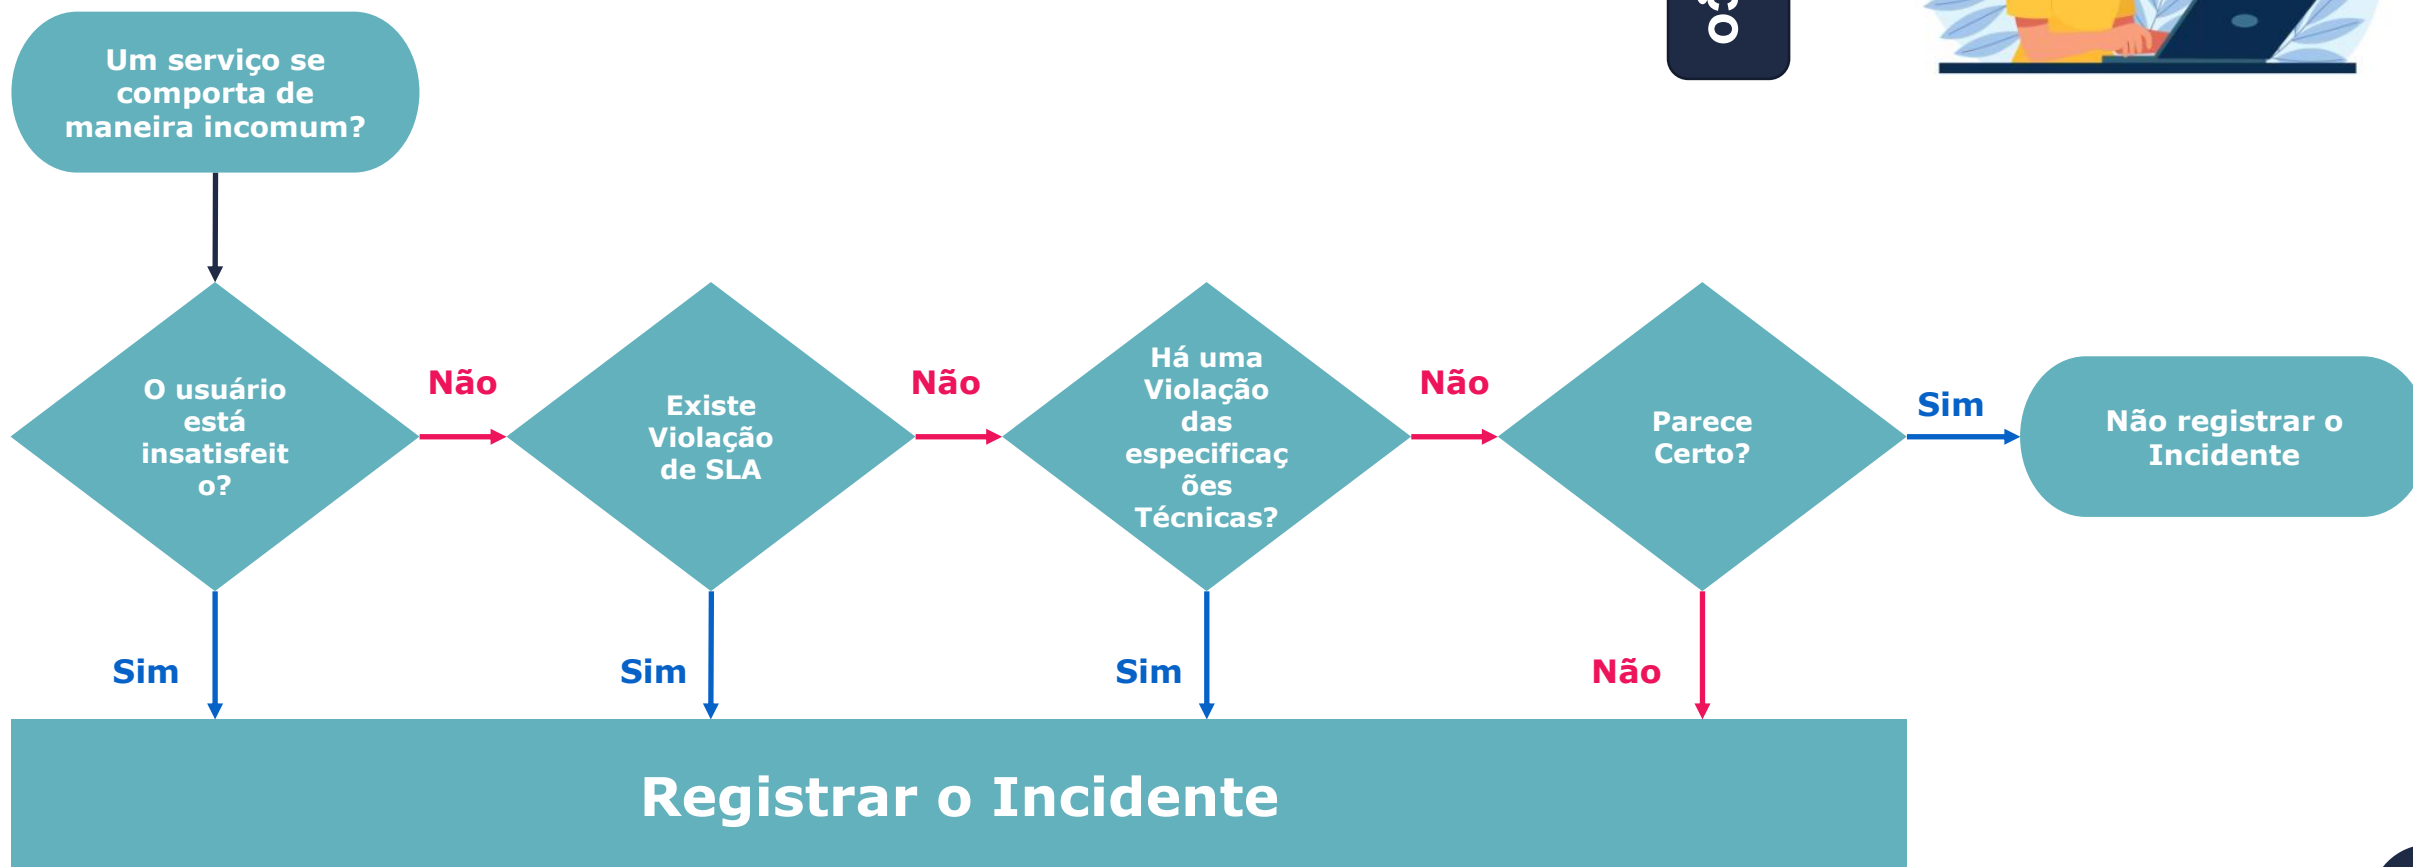 Um serviço se
comporta de
maneira incomum?
O usuário
está
insatisfeit
o?
Não
Existe
Violação
de SLA
Não
Há uma
Violação
das
especificaç
ões
Técnicas?
Não
Parece
Certo?
Sim
Não registrar o
Incidente
Sim
Sim
Sim
Não
Registrar o Incidente